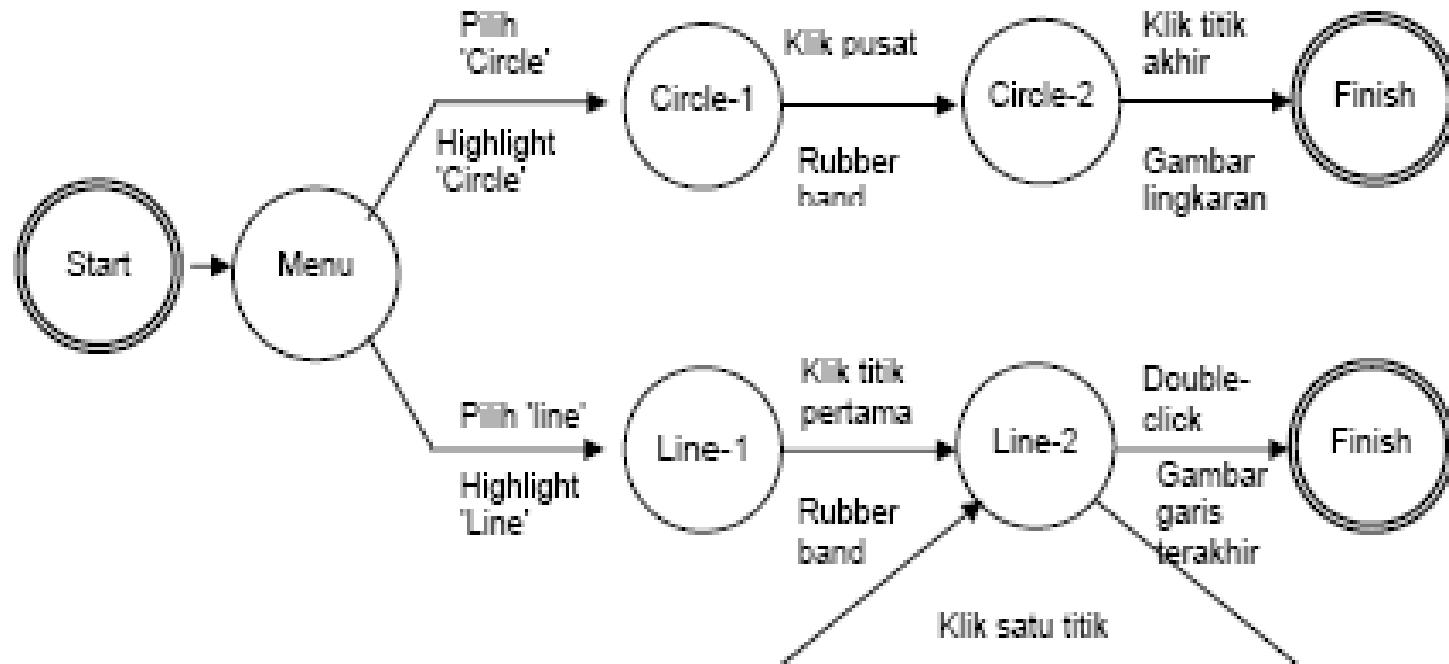 Pilih
'Circle'
Highlight
'Circle'
Circle-1
Klik pusat
Rubber
band
Circle-2
Klik titik
akhir
Gambar
lingkaran
Finish
Start
Menu
Pilih 'line'
Highlight
'Line'
Line-1
Klik titik
pertama
Rubber
band
Line-2
Double-
click
Gambar
garis
terakhir
Finish
Klik satu titik